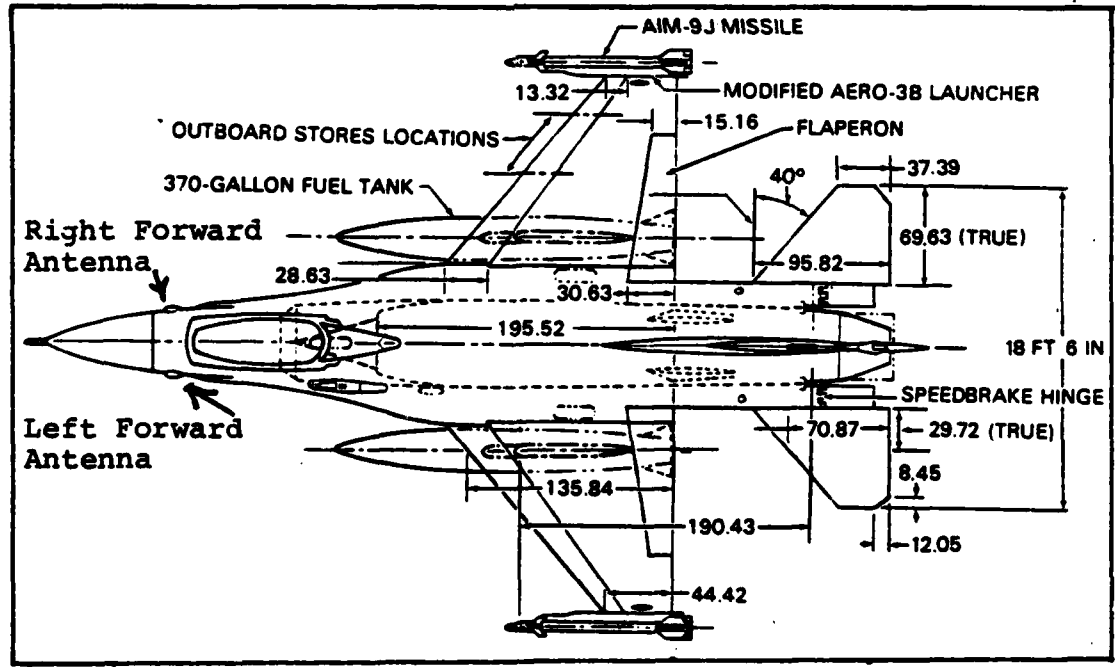 AIM-9J MISSILE
13.32
MODIFIED AERO-3B LAUNCHER
15.16
OUTBOARD STORES LOCATIONS
FLAPERON
37.39
40°
370-GALLON FUEL TANK
Right Forward
Antenna
69.63 (TRUE)
95.82
28.63
30.63
195.52
18 FT 6 IN
SPEEDBRAKE HINGE
Left Forward
Antenna
70.87
29.72 (TRUE)
8.45
135.84
190.43
12.05
44.42